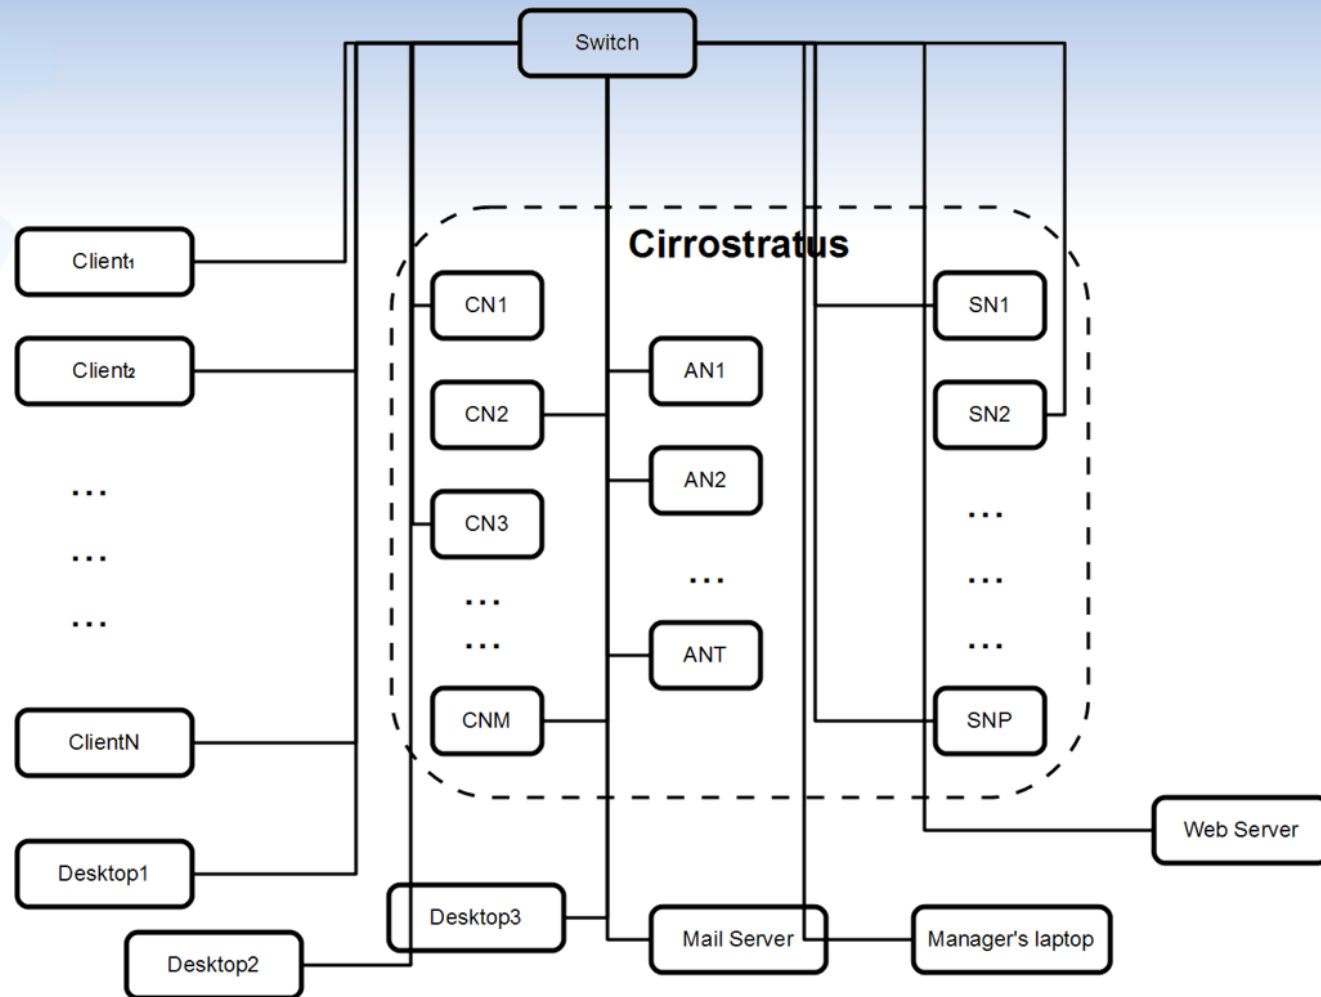 Switch
Cirrostratus
Client₁
CN1
SN1
Client₂
AN1
CN2
SN2
AN2
...
...
CN3
...
...
...
...
...
...
ANT
...
CNM
SNP
ClientN
Web Server
Desktop1
Desktop3
Mail Server
Manager's laptop
Desktop2